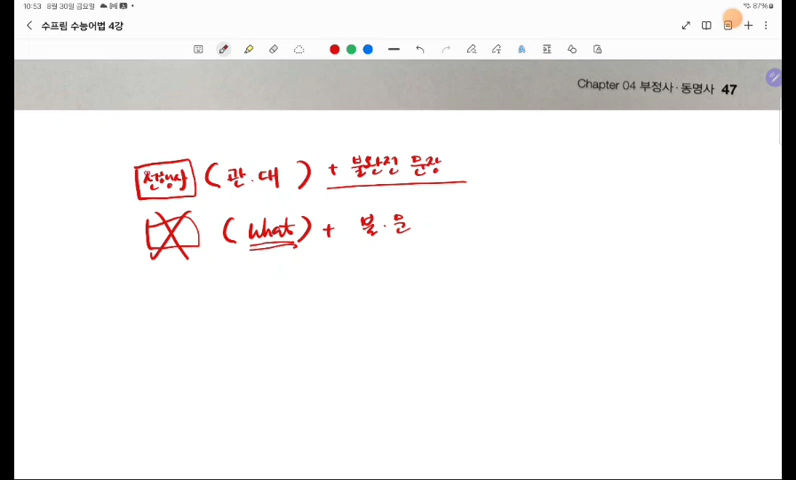 10:53 8월 30일 금요일
87%
수프림 수능어법 4강
Chapter 04 부정사·동명사 47
선행사 (관.대) + 불완전 문장
(what) + 불.문